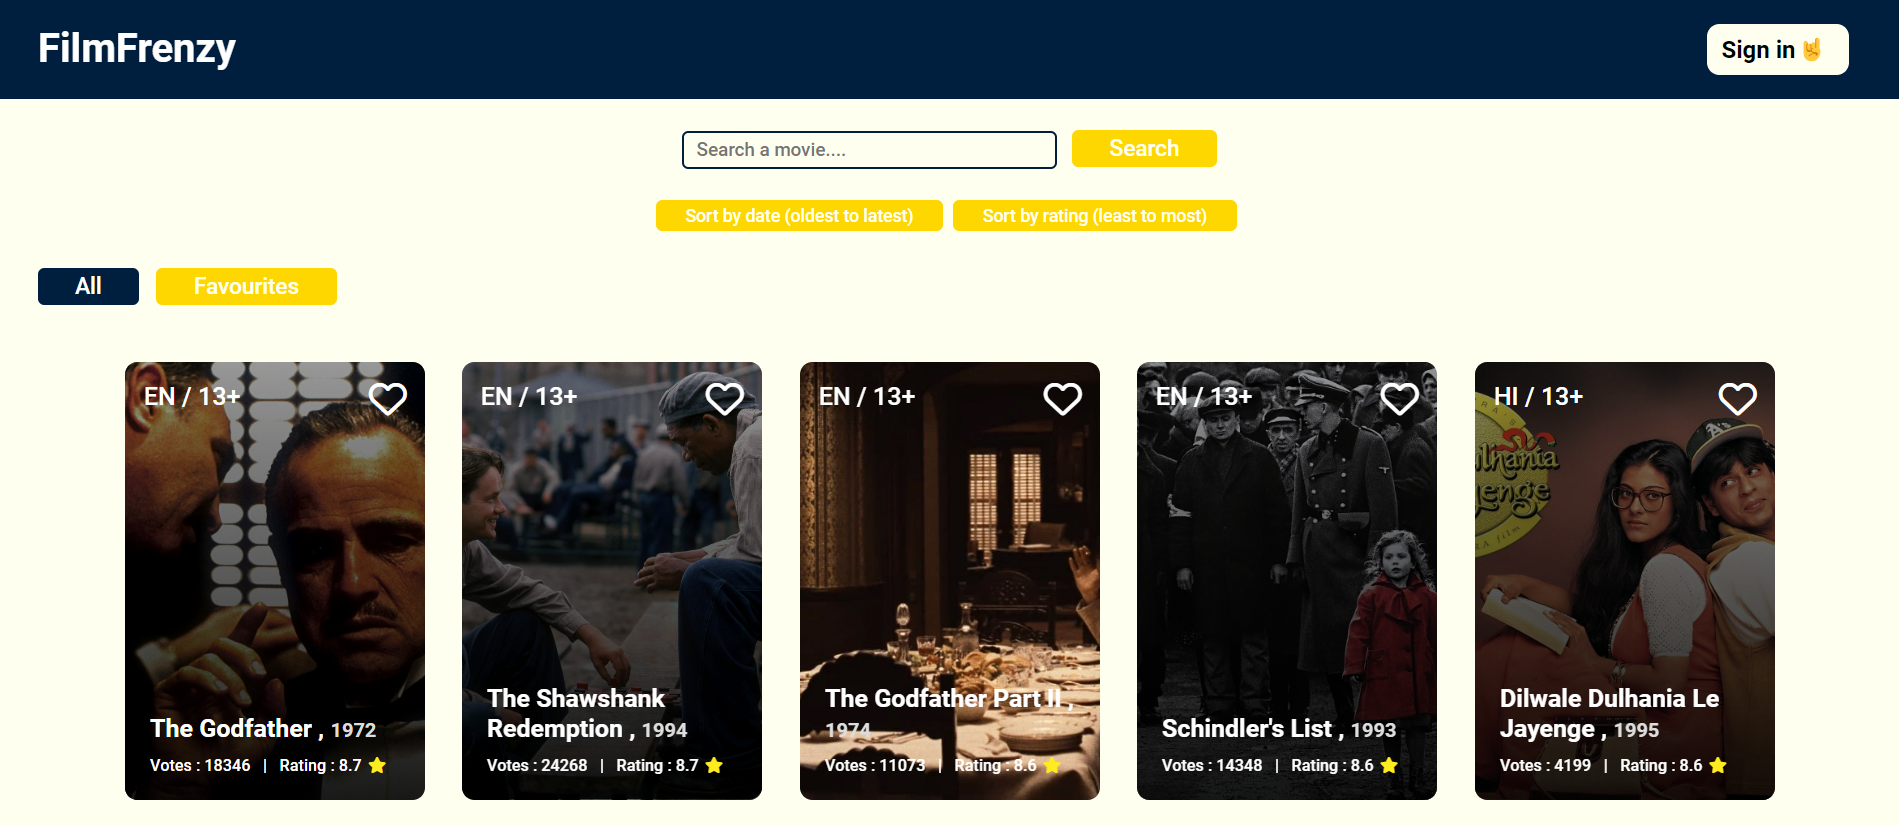 FilmFrenzy
Sign in🤘
Search a movie....
Search
Sort by date (oldest to latest)
Sort by rating (least to most)
All
Favourites
EN / 13+
The Godfather , 1972
Votes : 18346 | Rating : 8.7
EN / 13+
The Shawshank
Redemption , 1994
Votes : 24268 | Rating : 8.7
EN / 13+
The Godfather Part II ,
1974
Votes : 11073 | Rating : 8.6
EN / 13+
Schindler's List , 1993
Votes : 14348 | Rating : 8.6
HI / 13+
Dilwale Dulhania Le
Jayenge , 1995
Votes : 4199 | Rating : 8.6